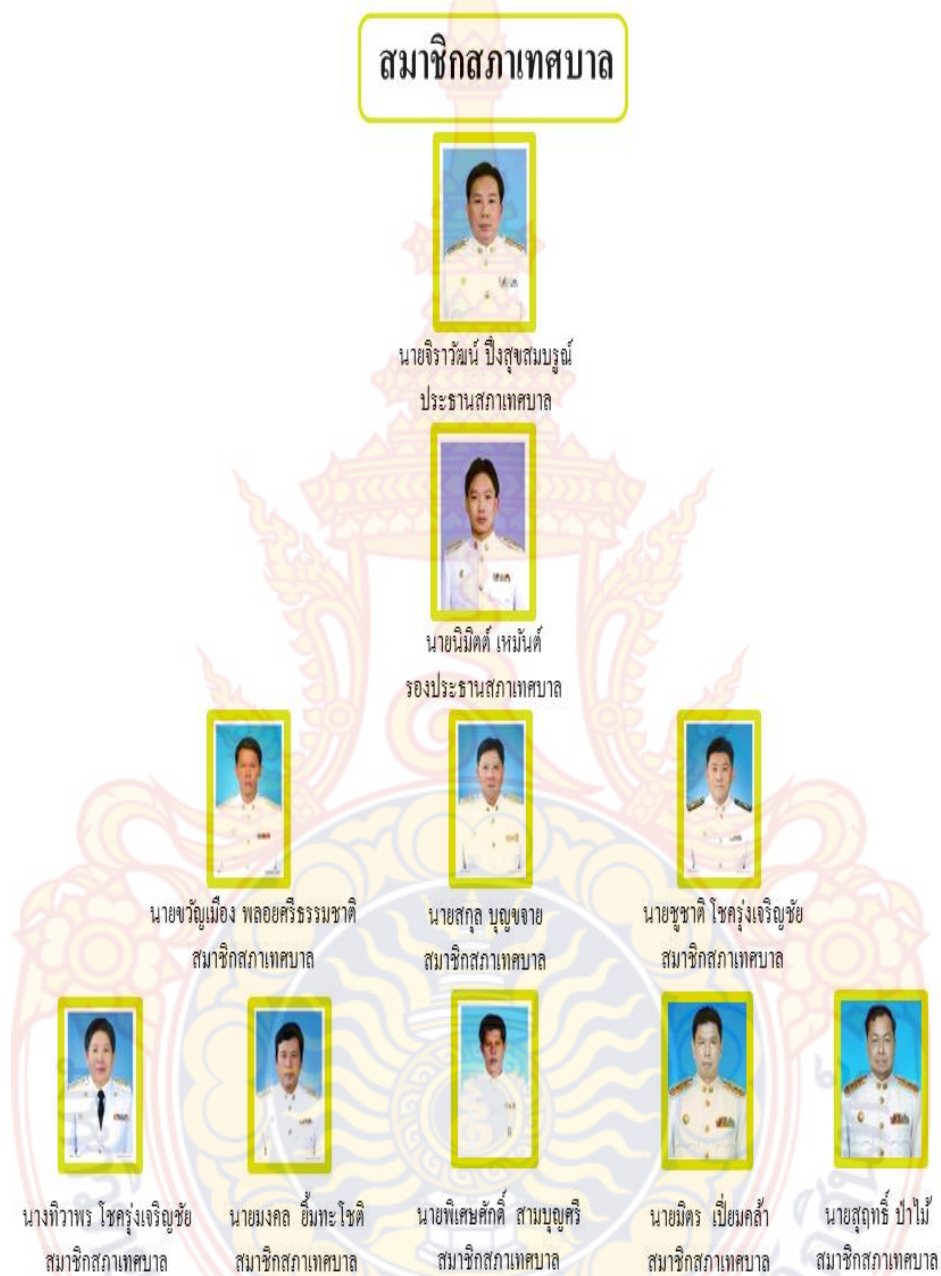 สมาชิกสภาเทศบาล
นายจิราวัฒน์ ปึงสุขสมบรูณ์
ประธานสภาเทศบาล
นายนิมิตต์ เหมันต์
รองประธานสภาเทศบาล
นายขวัญเมือง พลอยศรีธรรมชาติ
สมาชิกสภาเทศบาล
นายสกุล บุญขจาย
สมาชิกสภาเทศบาล
นายชูชาติ โชครุ่งเจริญชัย
สมาชิกสภาเทศบาล
นางทิวาพร โชครุ่งเจริญชัย
สมาชิกสภาเทศบาล
นายมงคล ยิ้มทะโชติ
สมาชิกสภาเทศบาล
นายพิเศษศักดิ์ สามบุญศรี
สมาชิกสภาเทศบาล
นายมิตร เปี่ยมคล้า
สมาชิกสภาเทศบาล
นายสุฤทธิ์ ป่าไม้
สมาชิกสภาเทศบาล